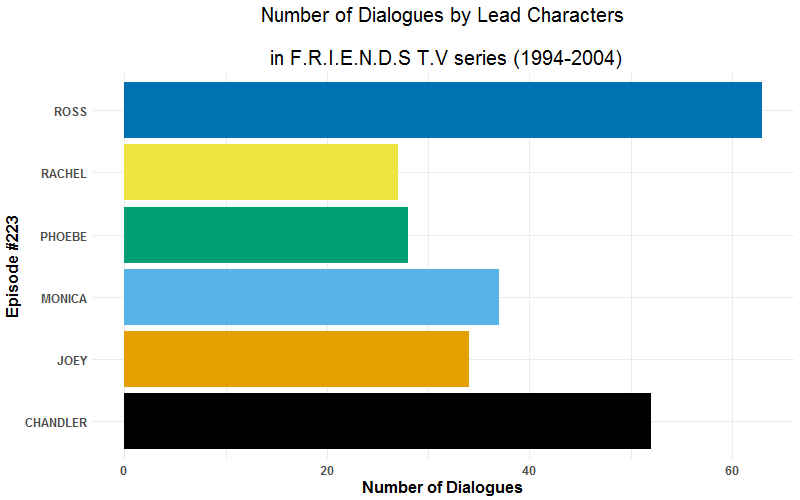 Number of Dialogues by Lead Characters
in F.R.I.E.N.D.S T.V series (1994-2004)
Episode #223
ROSS
RACHEL
PHOEBE
MONICA
JOEY
CHANDLER
0 20 40 60
Number of Dialogues